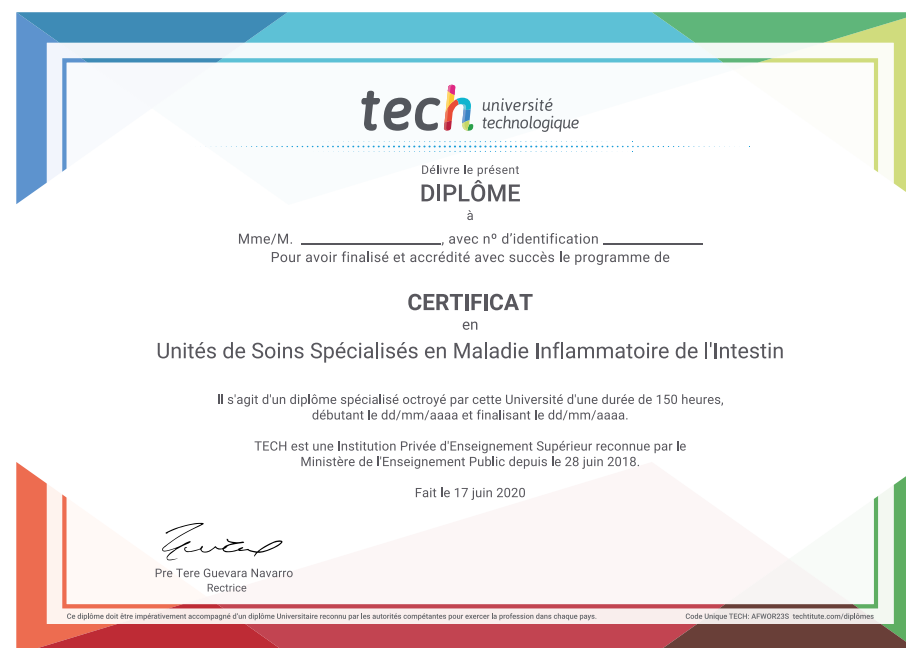 tech université
technologique
Délivre le présent
DIPLÔME
à
Mme/M. ____________, avec nº d'identification ____________
Pour avoir finalisé et accrédité avec succès le programme de
CERTIFICAT
en
Unités de Soins Spécialisés en Maladie Inflammatoire de l'Intestin
Il s'agit d'un diplôme spécialisé octroyé par cette Université d'une durée de 150 heures,
débutant le dd/mm/aaaa et finalisant le dd/mm/aaaa.
TECH est une Institution Privée d'Enseignement Supérieur reconnue par le
Ministère de l'Enseignement Public depuis le 28 juin 2018.
Fait le 17 juin 2020
Pre Tere Guevara Navarro
Rectrice
Ce diplôme doit être impérativement accompagné d'un diplôme Universitaire reconnu par les autorités compétantes pour exercer la profession dans chaque pays.
Code Unique TECH: AFWOR23S techtitute.com/diplômes